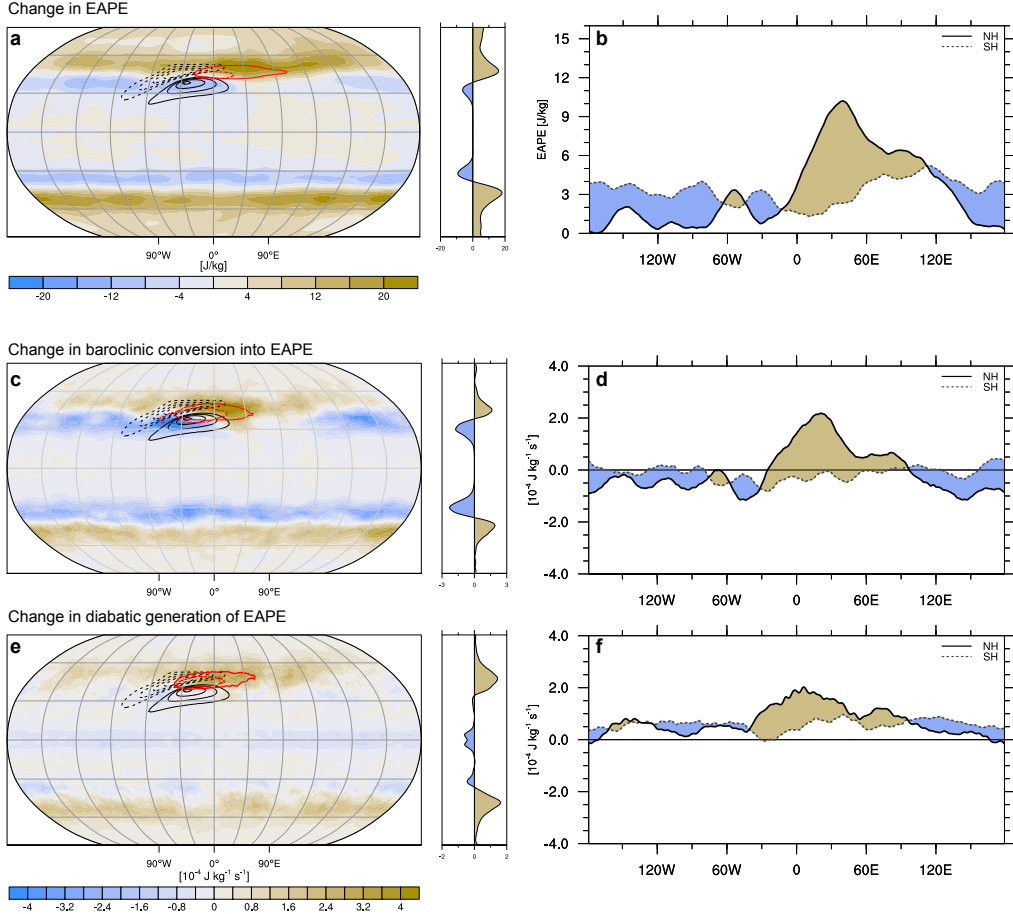 Change in EAPE
a
90°W 0° 90°E
[J/kg]
-20 -12 -4 4 12 20
-20 0 20
b
NH
SH
EAPE [J/kg]
15
12
9
6
3
0
120W 60W 0 60E 120E
Change in baroclinic conversion into EAPE
c
90°W 0° 90°E
-3 0 3
d
NH
SH
[10⁻⁴ J kg⁻¹ s⁻¹]
4.0
2.0
0.0
-2.0
-4.0
120W 60W 0 60E 120E
Change in diabatic generation of EAPE
e
90°W 0° 90°E
[10⁻⁴ J kg⁻¹ s⁻¹]
-4 -3.2 -2.4 -1.6 -0.8 0 0.8 1.6 2.4 3.2 4
-2 0 2
f
NH
SH
[10⁻⁴ J kg⁻¹ s⁻¹]
4.0
2.0
0.0
-2.0
-4.0
120W 60W 0 60E 120E